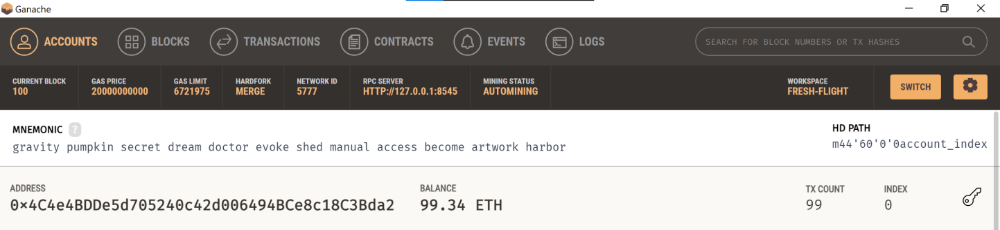 Ganache
ACCOUNTS BLOCKS TRANSACTIONS CONTRACTS EVENTS LOGS SEARCH FOR BLOCK NUMBERS OR TX HASHES
CURRENT BLOCK GAS PRICE GAS LIMIT HARDFORK NETWORK ID RPC SERVER MINING STATUS WORKSPACE
100 20000000000 6721975 MERGE 5777 HTTP://127.0.0.1:8545 AUTOMINING FRESH-FLIGHT SWITCH
MNEMONIC ? HD PATH
gravity pumpkin secret dream doctor evoke shed manual access become artwork harbor m44'60'0'0account_index
ADDRESS BALANCE TX COUNT INDEX
0×4C4e4BDDe5d705240c42d006494BCe8c18C3Bda2 99.34 ETH 99 0